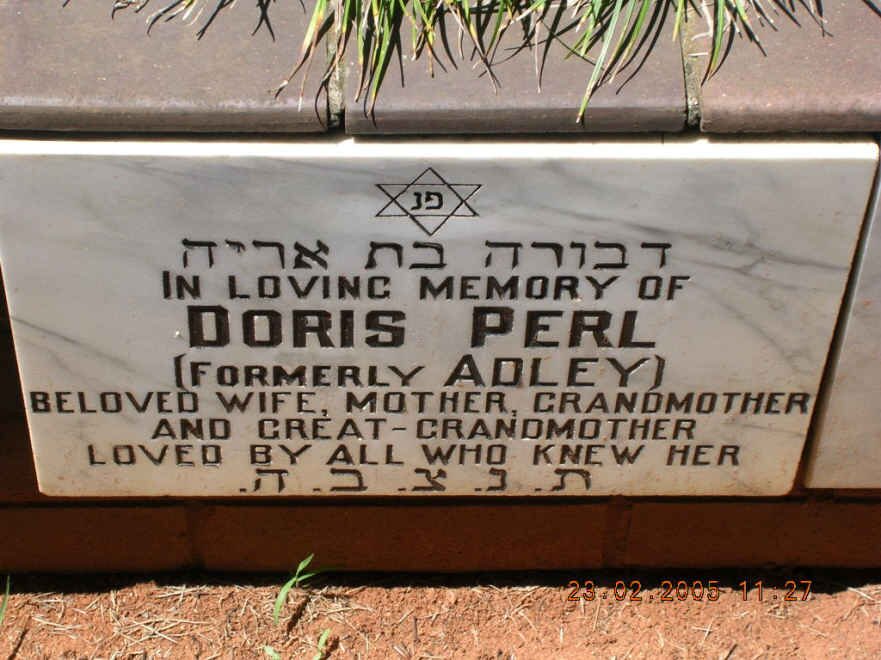 פנ
דבורה בת אריה
IN LOVING MEMORY OF
DORIS PERL
(FORMERLY ADLEY)
BELOVED WIFE, MOTHER, GRANDMOTHER
AND GREAT-GRANDMOTHER
LOVED BY ALL WHO KNEW HER
ת.נ.צ.ב.ה.
23.02.2005 11:27